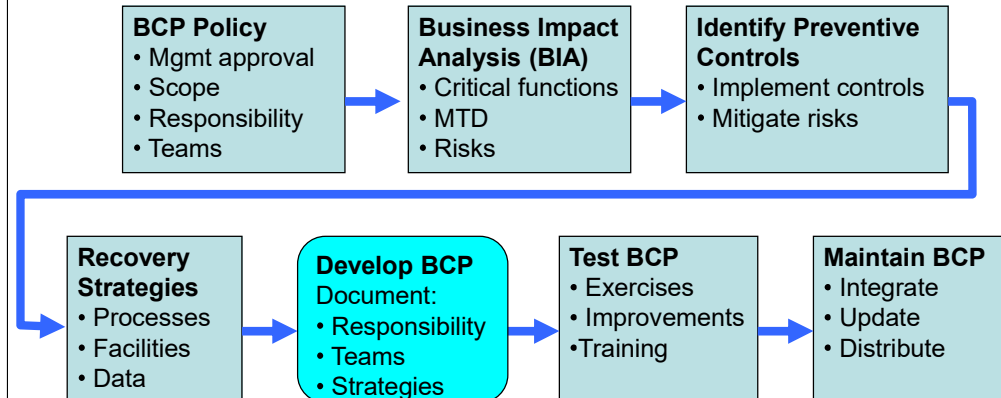 BCP Policy
• Mgmt approval
• Scope
• Responsibility
• Teams
Business Impact
Analysis (BIA)
• Critical functions
• MTD
• Risks
Identify Preventive
Controls
• Implement controls
• Mitigate risks
Recovery
Strategies
• Processes
• Facilities
• Data
Develop BCP
Document:
• Responsibility
• Teams
• Strategies
Test BCP
• Exercises
• Improvements
•Training
Maintain BCP
• Integrate
• Update
• Distribute